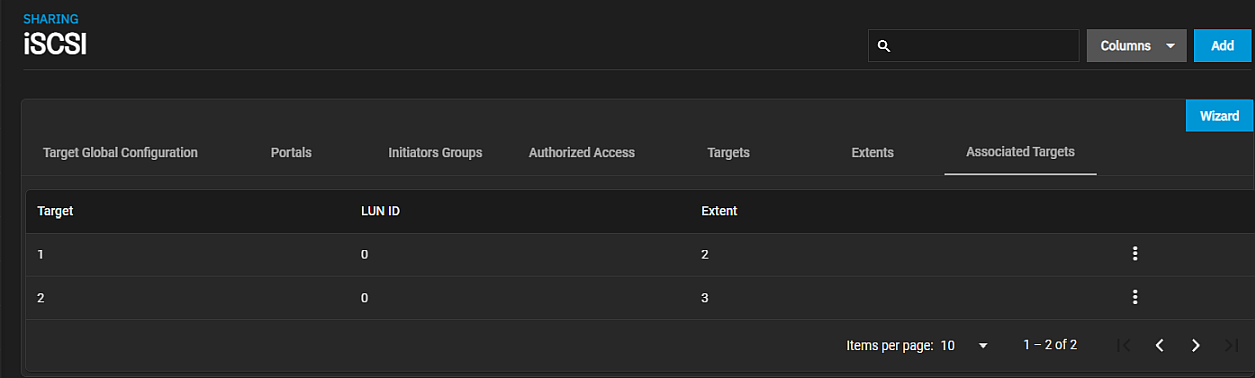 SHARING
iSCSI
Columns Add
Wizard
Target Global Configuration Portals Initiators Groups Authorized Access Targets Extents Associated Targets
Target LUN ID Extent
1 0 2
2 0 3
Items per page: 10 1 – 2 of 2